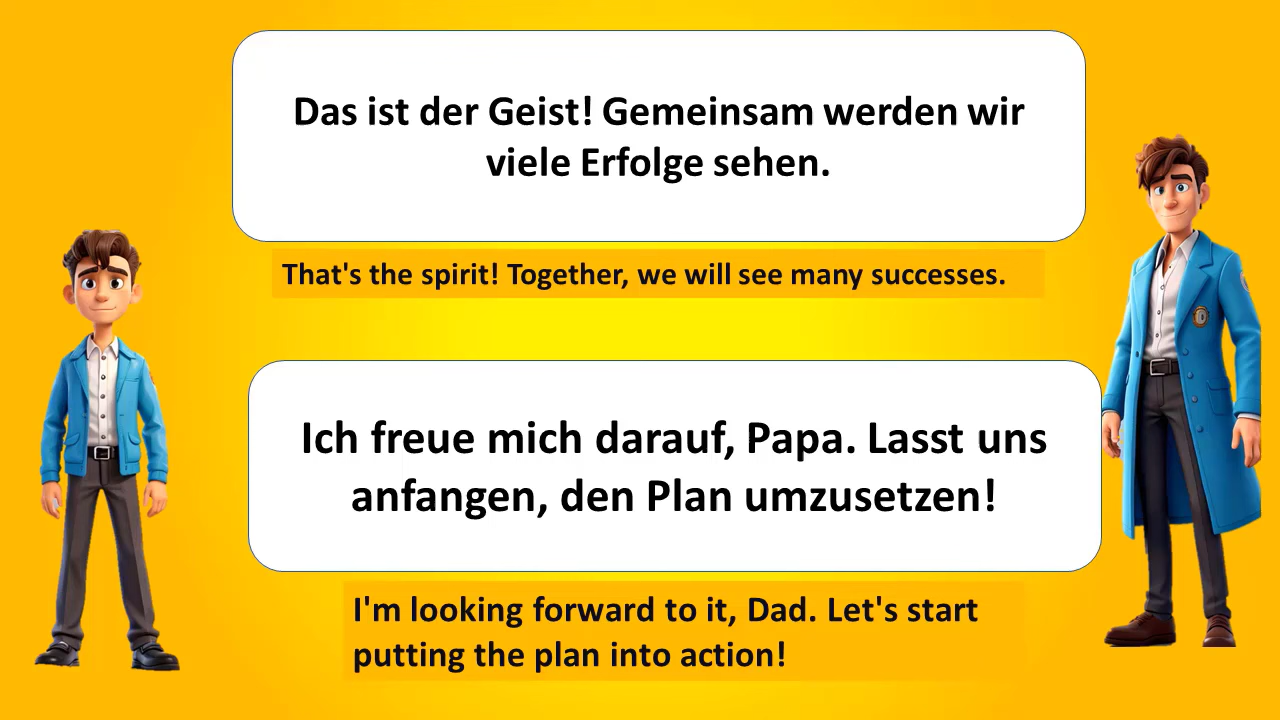 Das ist der Geist! Gemeinsam werden wir
viele Erfolge sehen.
That's the spirit! Together, we will see many successes.
Ich freue mich darauf, Papa. Lasst uns
anfangen, den Plan umzusetzen!
I'm looking forward to it, Dad. Let's start
putting the plan into action!